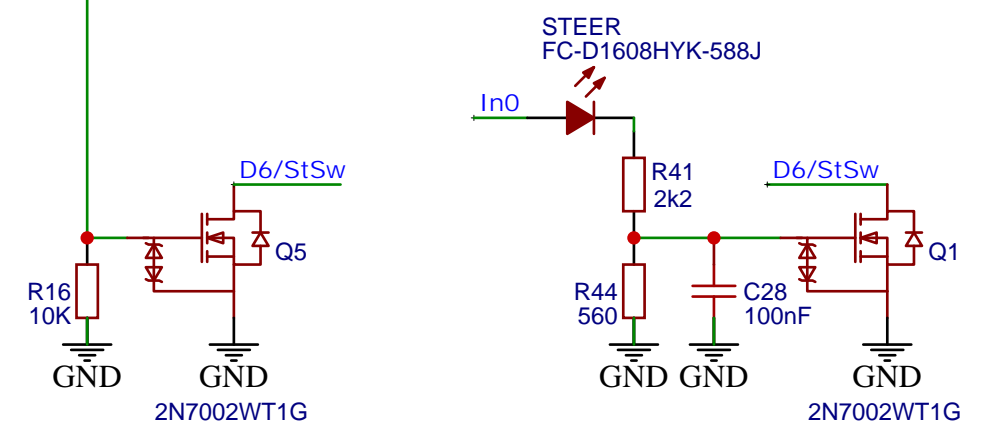 STEER
FC-D1608HYK-588J
In0
D6/StSw
R41
2k2
D6/StSw
Q5
Q1
R16
10K
R44
560
C28
100nF
GND
GND
GND
GND
GND
2N7002WT1G
2N7002WT1G